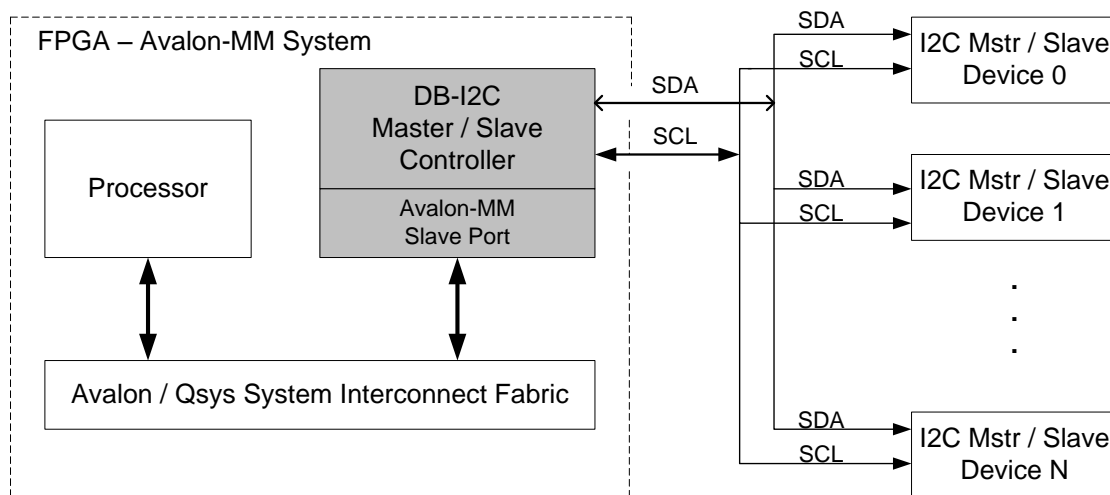 FPGA – Avalon-MM System
Processor
DB-I2C
Master / Slave
Controller
Avalon-MM
Slave Port
Avalon / Qsys System Interconnect Fabric
SDA
SCL
SDA
SCL
I2C Mstr / Slave
Device 0
SDA
SCL
I2C Mstr / Slave
Device 1
.
.
.
SDA
SCL
I2C Mstr / Slave
Device N